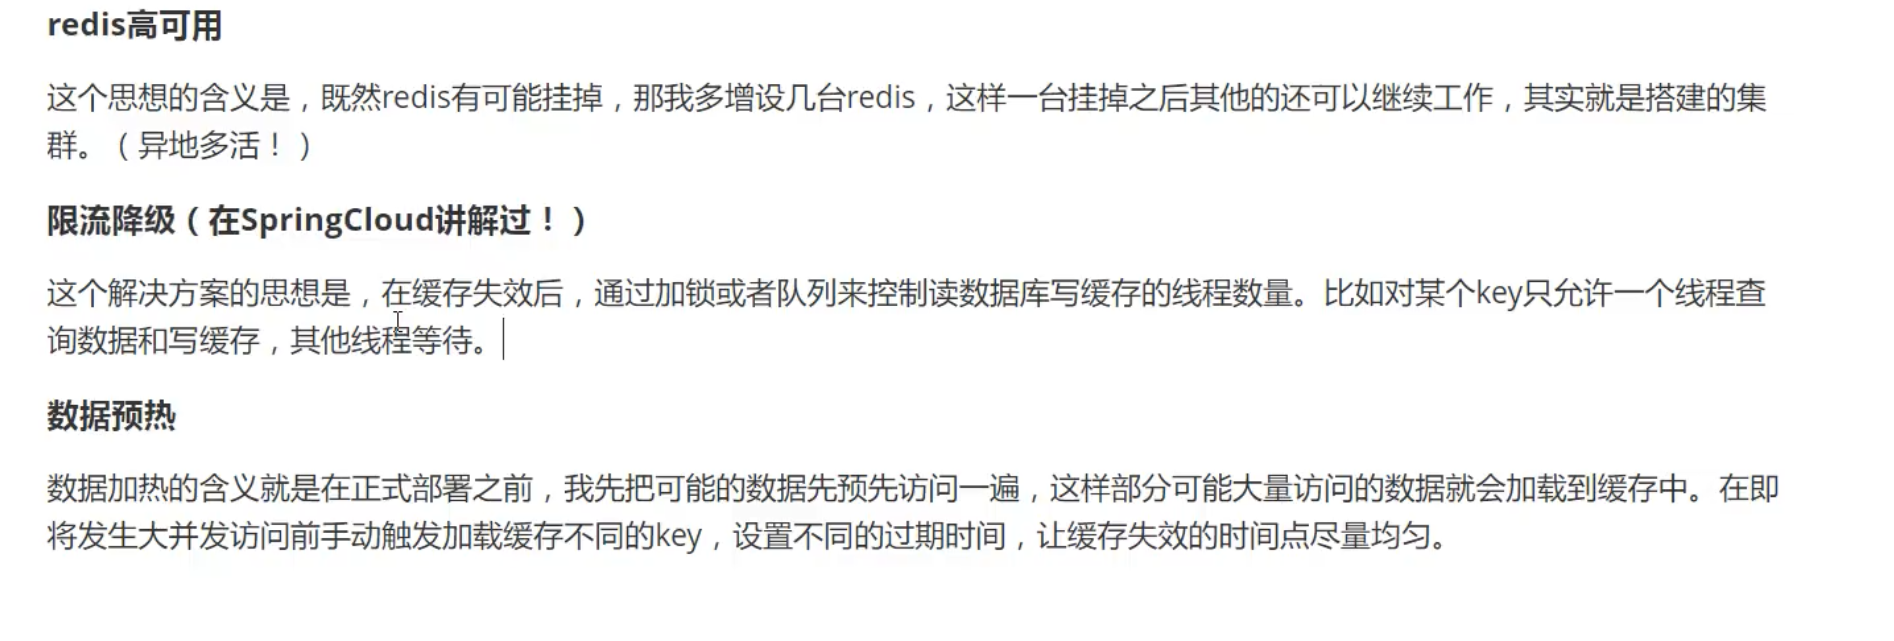 redis高可用
这个思想的含义是，既然redis有可能挂掉，那我多增设几台redis，这样一台挂掉之后其他的还可以继续工作，其实就是搭建的集
群。（异地多活！）
限流降级（在SpringCloud讲解过！）
这个解决方案的思想是，在缓存失效后，通过加锁或者队列来控制读数据库写缓存的线程数量。比如对某个key只允许一个线程查
询数据和写缓存，其他线程等待。
数据预热
数据加热的含义就是在正式部署之前，我先把可能的数据先预先访问一遍，这样部分可能大量访问的数据就会加载到缓存中。在即
将发生大并发访问前手动触发加载缓存不同的key，设置不同的过期时间，让缓存失效的时间点尽量均匀。